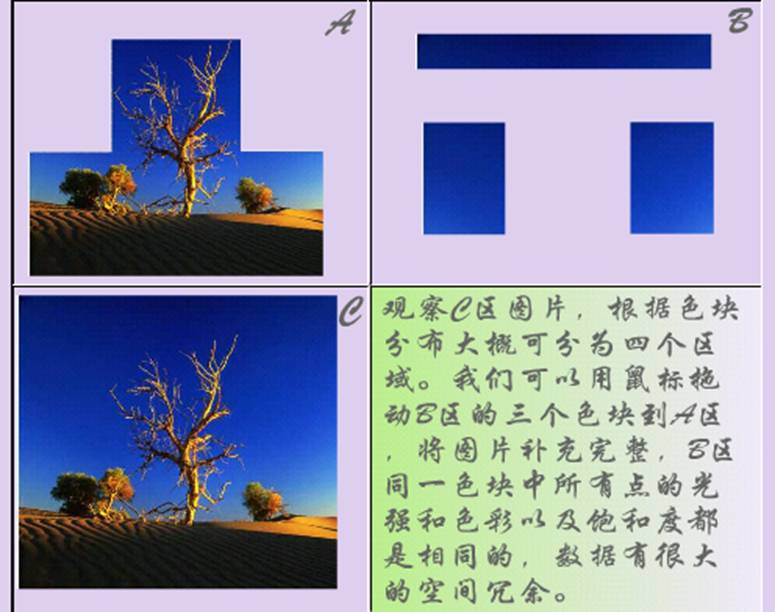 A
B
C
观察C区图片，根据色块
分布大概可分为四个区
域。我们可以用鼠标拖
动B区的三个色块到A区
，将图片补充完整，B区
同一色块中所有点的光
强和色彩以及饱和度都
是相同的，数据有很大
的空间冗余。